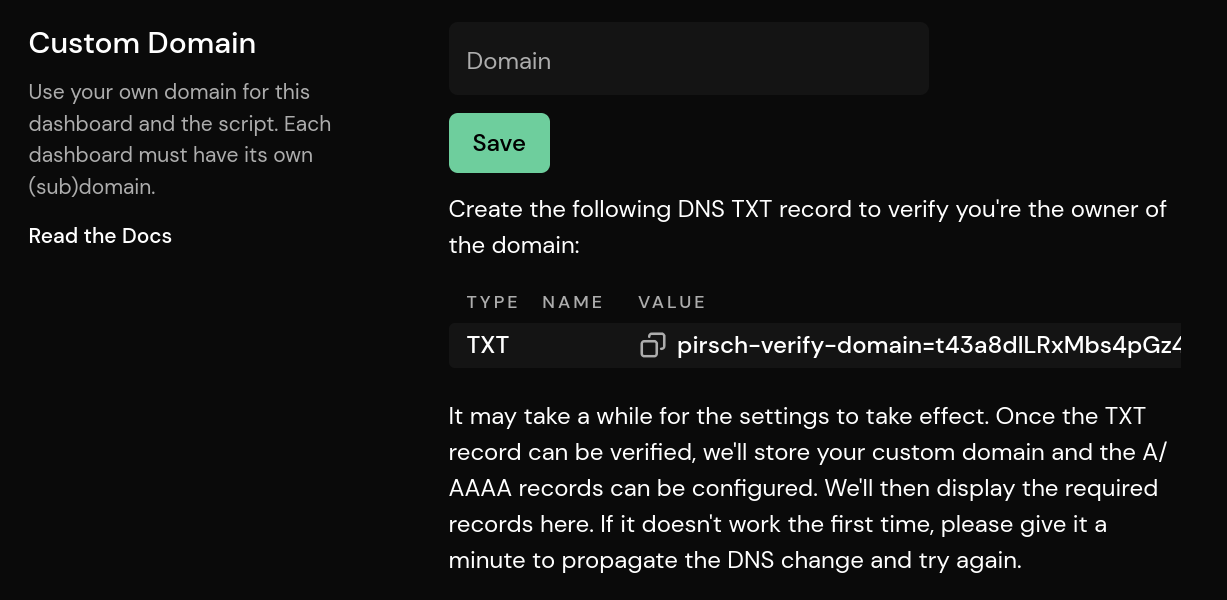 Custom Domain
Use your own domain for this
dashboard and the script. Each
dashboard must have its own
(sub)domain.
Read the Docs
Domain
Save
Create the following DNS TXT record to verify you're the owner of
the domain:
TYPE NAME VALUE
TXT pirsch-verify-domain=t43a8dlLRxMbs4pGz4
It may take a while for the settings to take effect. Once the TXT
record can be verified, we'll store your custom domain and the A/
AAAA records can be configured. We'll then display the required
records here. If it doesn't work the first time, please give it a
minute to propagate the DNS change and try again.